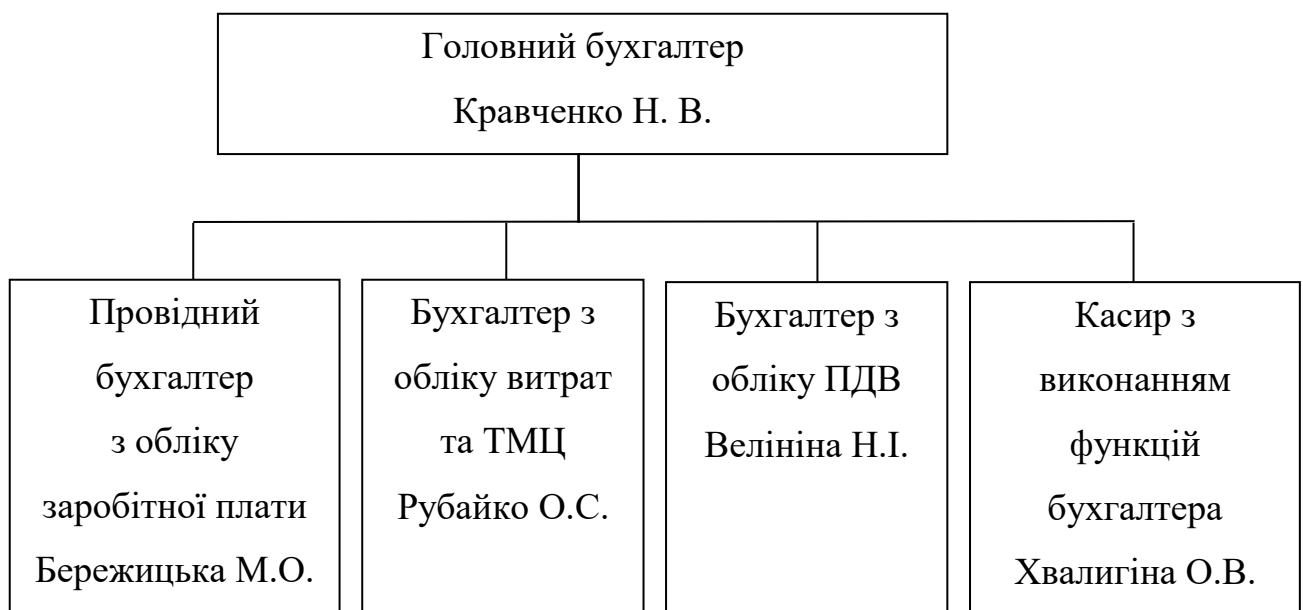 Головний бухгалтер
Кравченко Н. В.
Провідний
бухгалтер
з обліку
заробітної плати
Бережицька М.О.
Бухгалтер з
обліку витрат
та ТМЦ
Рубайко О.С.
Бухгалтер з
обліку ПДВ
Велініна Н.І.
Касир з
виконанням
функцій
бухгалтера
Хвалигіна О.В.